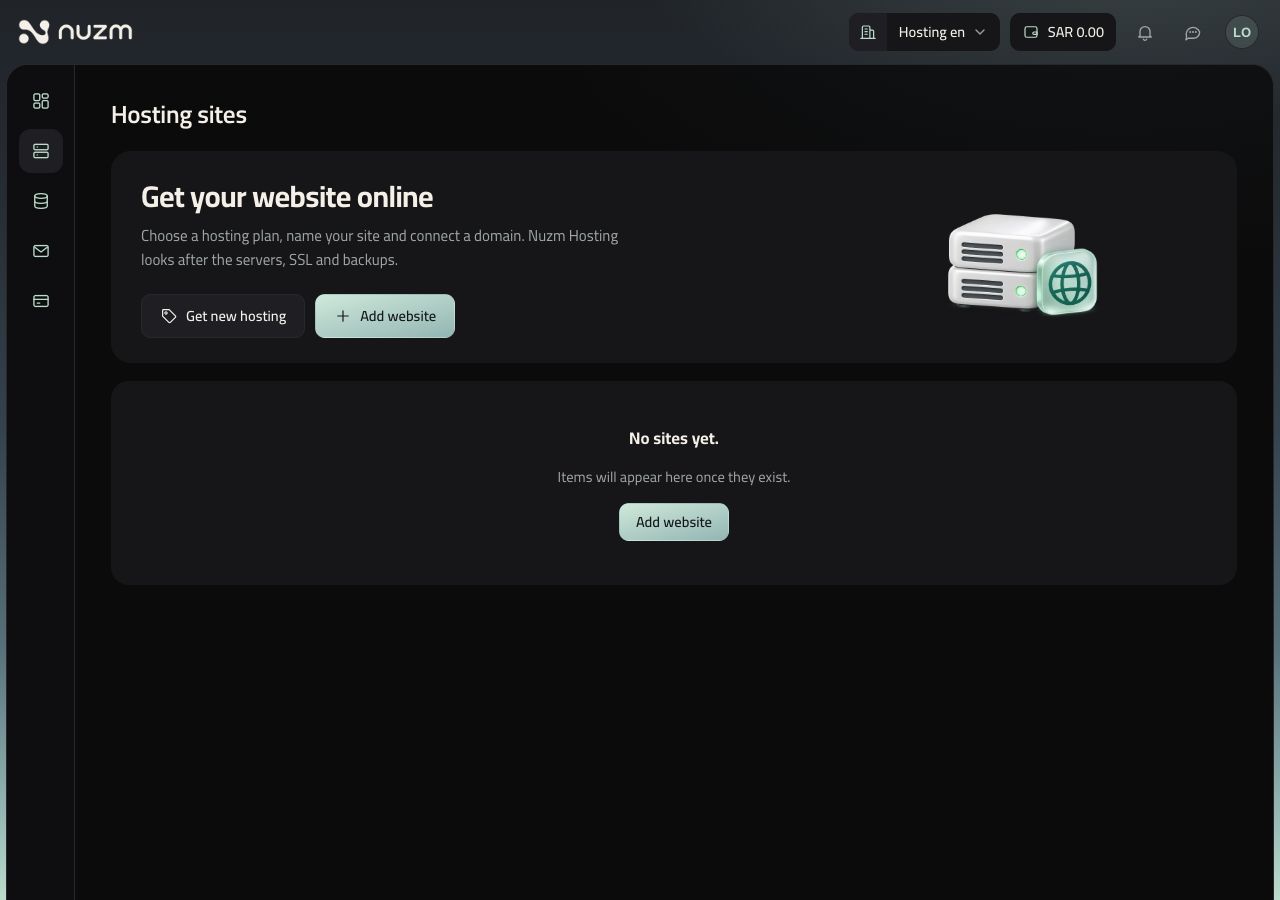 nuzm
Hosting en
SAR 0.00
LO
Hosting sites
Get your website online
Choose a hosting plan, name your site and connect a domain. Nuzm Hosting
looks after the servers, SSL and backups.
Get new hosting
Add website
No sites yet.
Items will appear here once they exist.
Add website